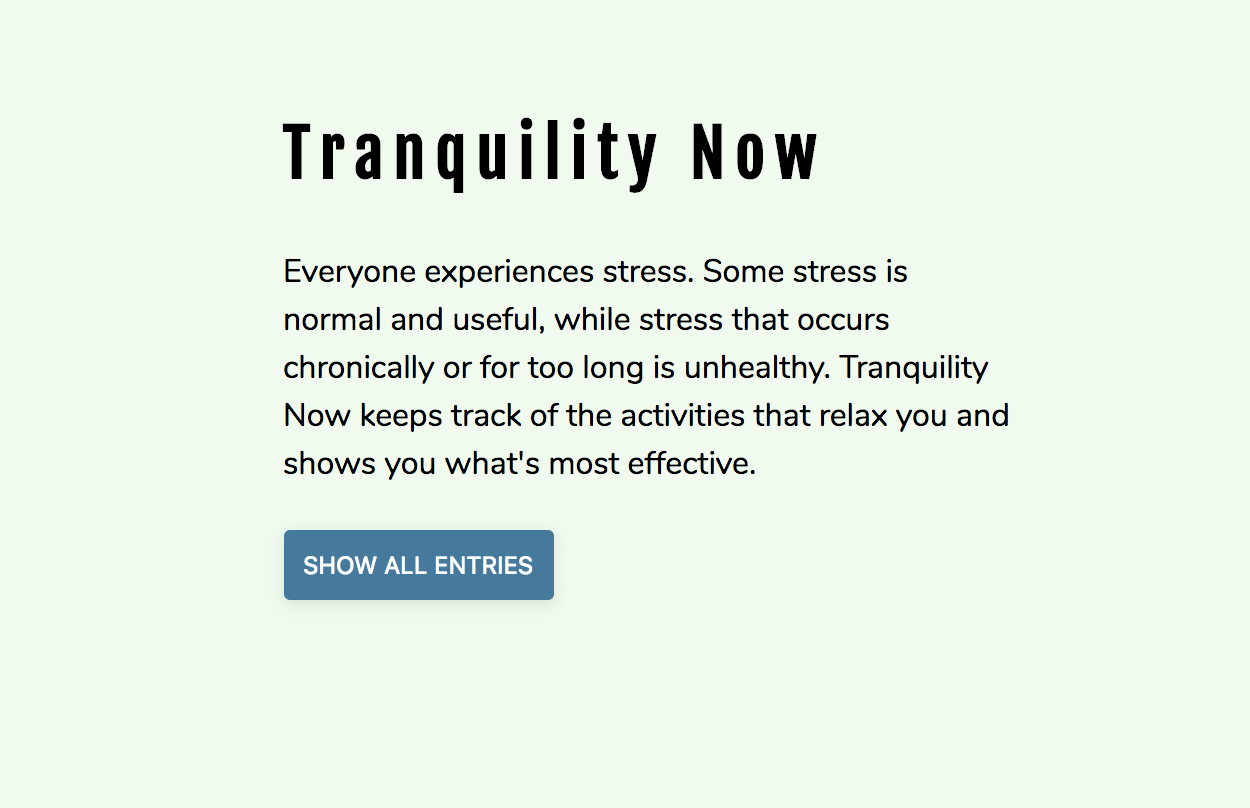 Tranquility Now
Everyone experiences stress. Some stress is
normal and useful, while stress that occurs
chronically or for too long is unhealthy. Tranquility
Now keeps track of the activities that relax you and
shows you what's most effective.
SHOW ALL ENTRIES